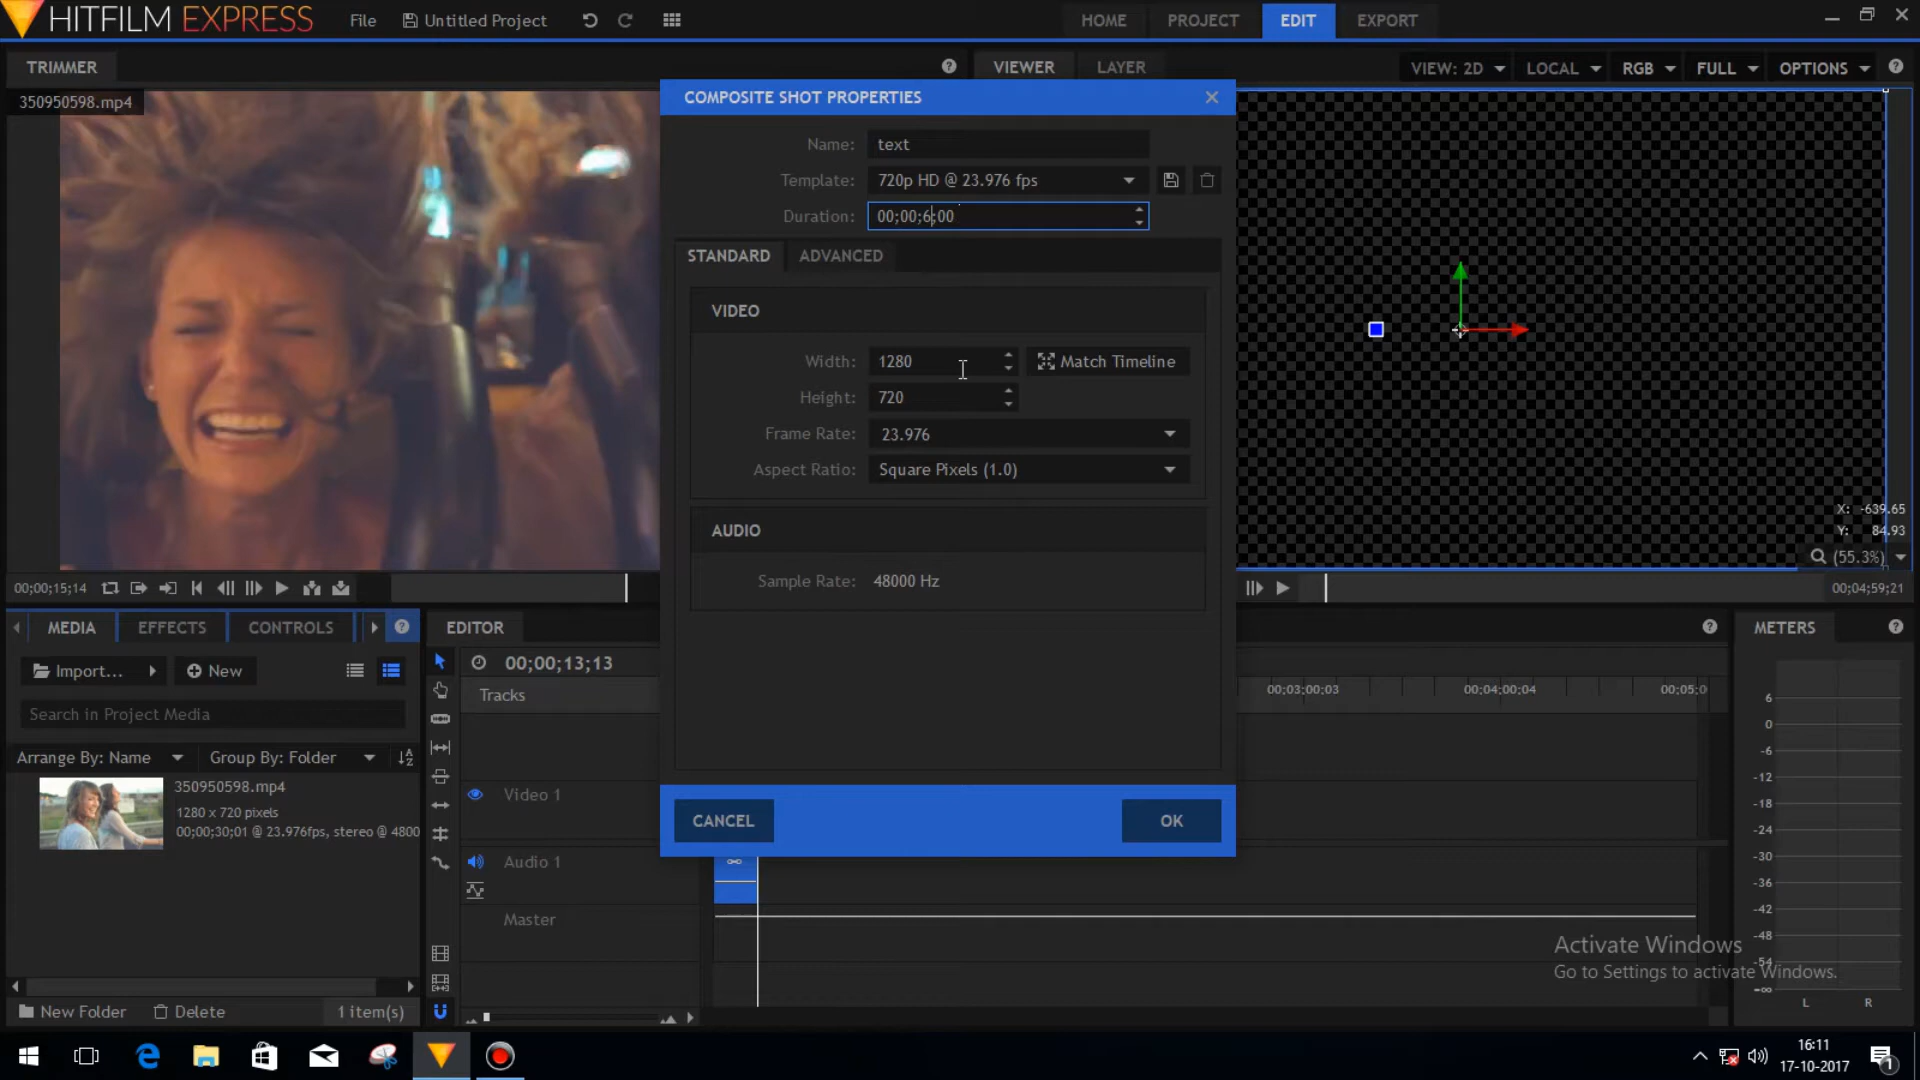 HITFILM EXPRESS
File
Untitled Project
HOME
PROJECT
EDIT
EXPORT
TRIMMER
VIEWER
LAYER
VIEW: 2D
LOCAL
RGB
FULL
OPTIONS
350950598.mp4
COMPOSITE SHOT PROPERTIES
Name: text
Template: 720p HD @ 23.976 fps
Duration: 00;00;6;00
STANDARD
ADVANCED
VIDEO
Width: 1280
Match Timeline
Height: 720
Frame Rate: 23.976
Aspect Ratio: Square Pixels (1.0)
AUDIO
Sample Rate: 48000 Hz
CANCEL
OK
X: -639.65
Y: 84.93
(55.3%)
00;00;15;14
00;04;59;21
MEDIA
EFFECTS
CONTROLS
EDITOR
METERS
Import...
New
00;00;13;13
Search in Project Media
Tracks
00;03;00;03
00;04;00;04
00;05;0
Arrange By: Name
Group By: Folder
350950598.mp4
1280 x 720 pixels
00;00;30;01 @ 23.976fps, stereo @ 4800
Video 1
Audio 1
Master
6
0
-6
-12
-18
-24
-30
-36
-42
-48
-54
-∞
L
R
Activate Windows
Go to Settings to activate Windows.
New Folder
Delete
1 item(s)
16:11
17-10-2017
1